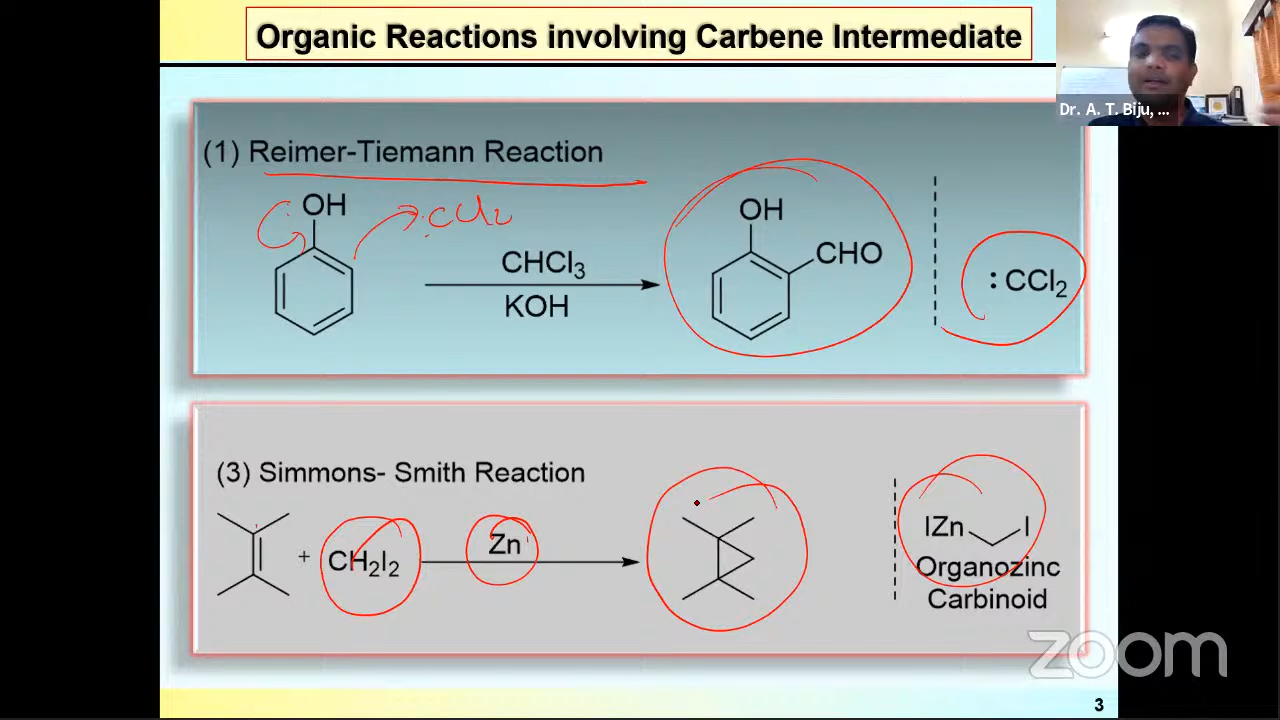 Organic Reactions involving Carbene Intermediate
Dr. A. T. Biju, ...
(1) Reimer-Tiemann Reaction
OH
:CCl2
CHCl3
KOH
OH
CHO
:CCl2
(3) Simmons- Smith Reaction
+ CH2I2
Zn
IZn I
Organozinc
Carbinoid
zoom
3